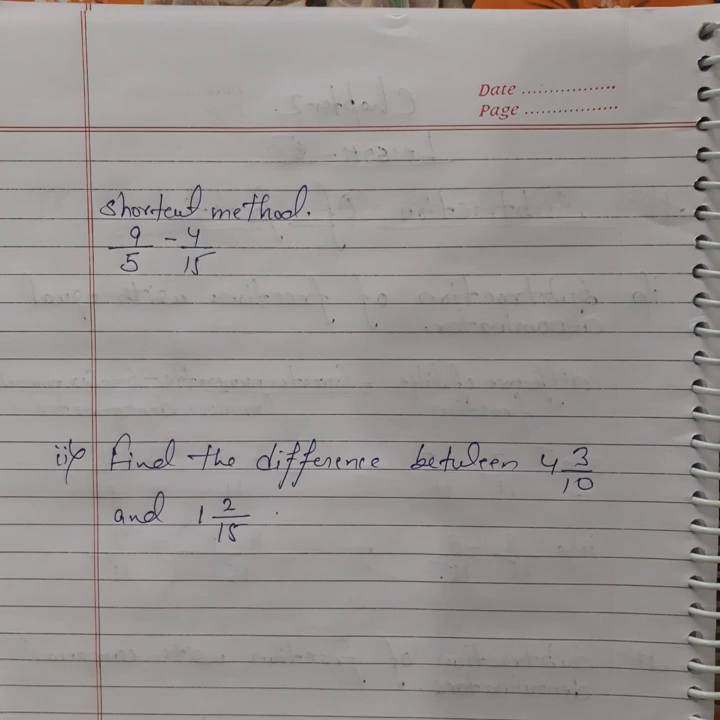 Date ................
Page ................
Shortcut method.
9/5 - 4/15
ii) Find the difference between 4 3/10
and 1 2/15.